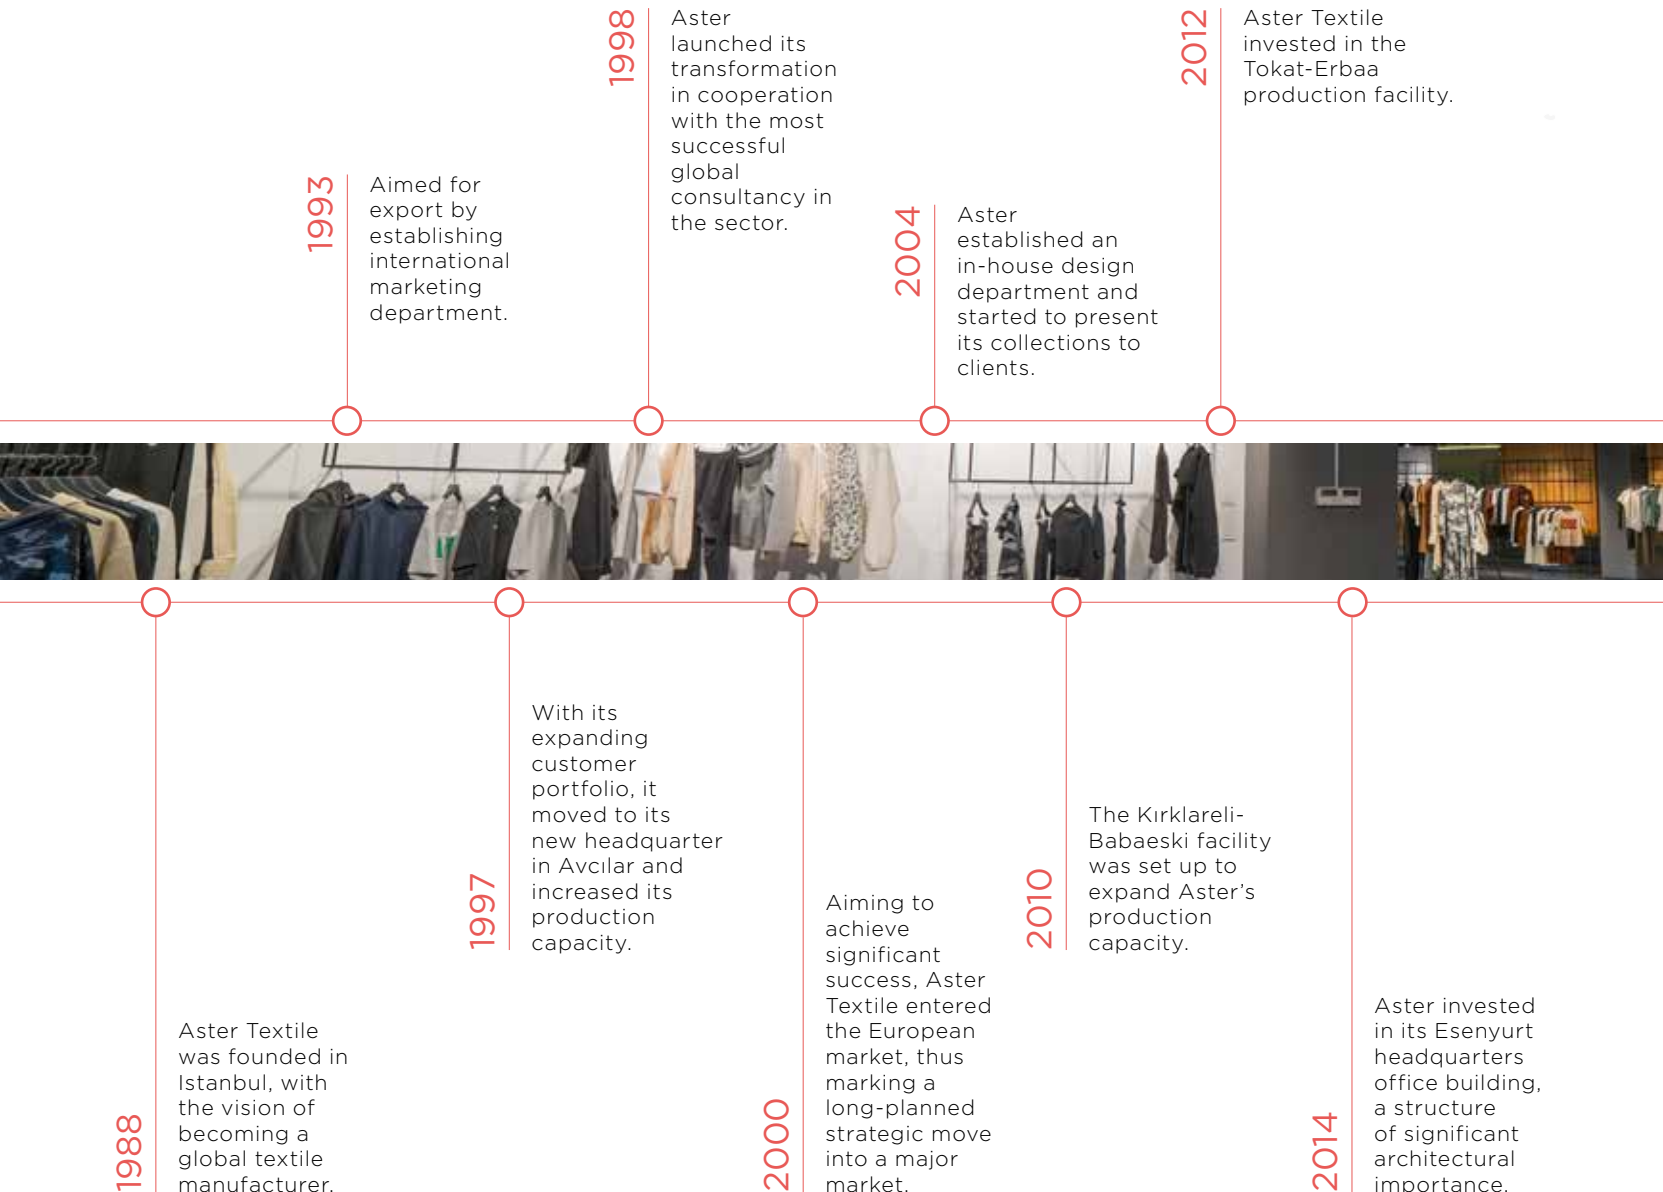 1998
Aster
launched its
transformation
in cooperation
with the most
successful
global
consultancy in
the sector.
2012
Aster Textile
invested in the
Tokat-Erbaa
production facility.
1993
Aimed for
export by
establishing
international
marketing
department.
2004
Aster
established an
in-house design
department and
started to present
its collections to
clients.
1997
With its
expanding
customer
portfolio, it
moved to its
new headquarter
in Avcılar and
increased its
production
capacity.
2010
The Kırklareli-
Babaeski facility
was set up to
expand Aster’s
production
capacity.
2000
Aiming to
achieve
significant
success, Aster
Textile entered
the European
market, thus
marking a
long-planned
strategic move
into a major
market.
1988
Aster Textile
was founded in
Istanbul, with
the vision of
becoming a
global textile
manufacturer.
2014
Aster invested
in its Esenyurt
headquarters
office building,
a structure
of significant
architectural
importance.